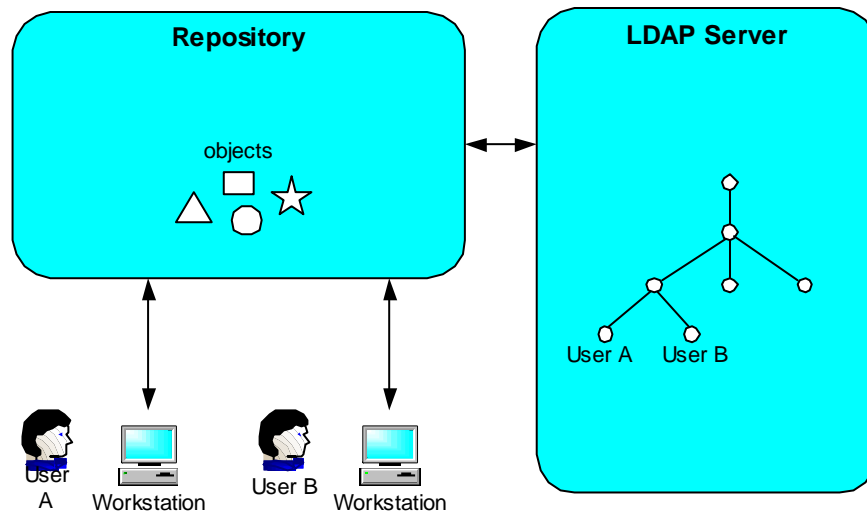 Repository
LDAP Server
objects
User A
User B
User
A
Workstation
User B
Workstation